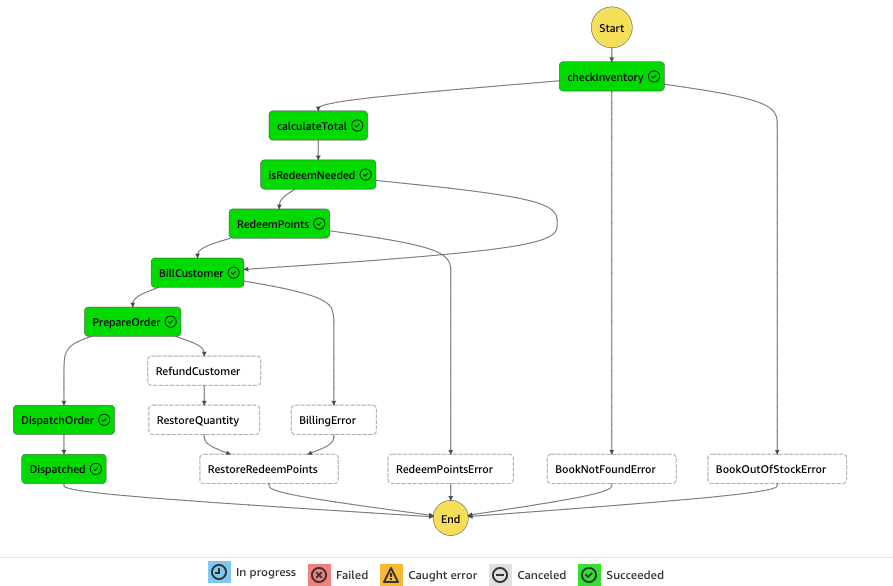 Start
checkInventory
calculateTotal
isRedeemNeeded
RedeemPoints
BillCustomer
PrepareOrder
RefundCustomer
DispatchOrder
RestoreQuantity
BillingError
Dispatched
RestoreRedeemPoints
RedeemPointsError
BookNotFoundError
BookOutOfStockError
End
In progress
Failed
Caught error
Canceled
Succeeded